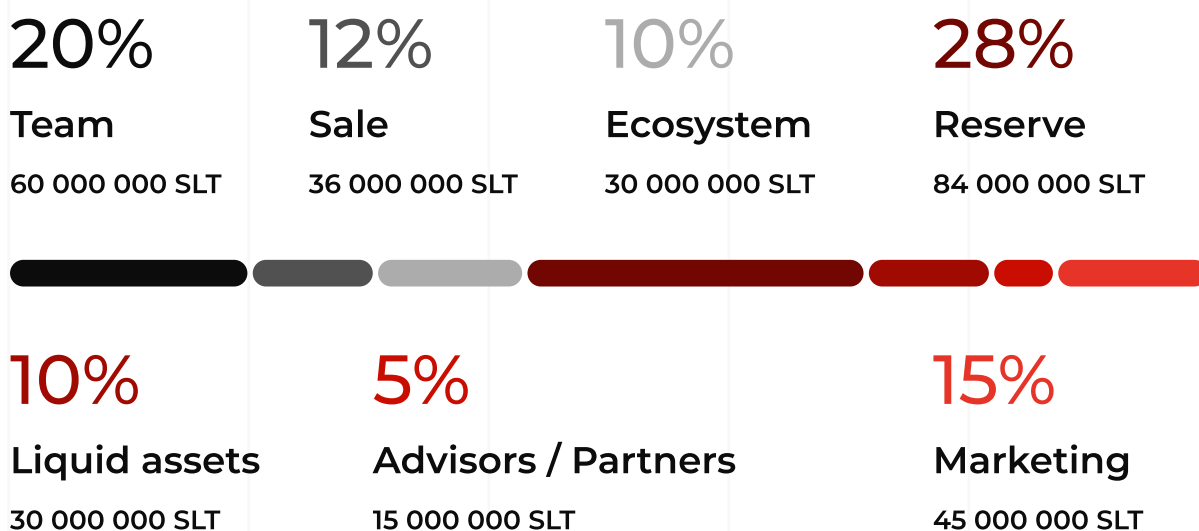 20% 12% 10% 28%
Team Sale Ecosystem Reserve
60 000 000 SLT 36 000 000 SLT 30 000 000 SLT 84 000 000 SLT
10% 5% 15%
Liquid assets Advisors / Partners Marketing
30 000 000 SLT 15 000 000 SLT 45 000 000 SLT